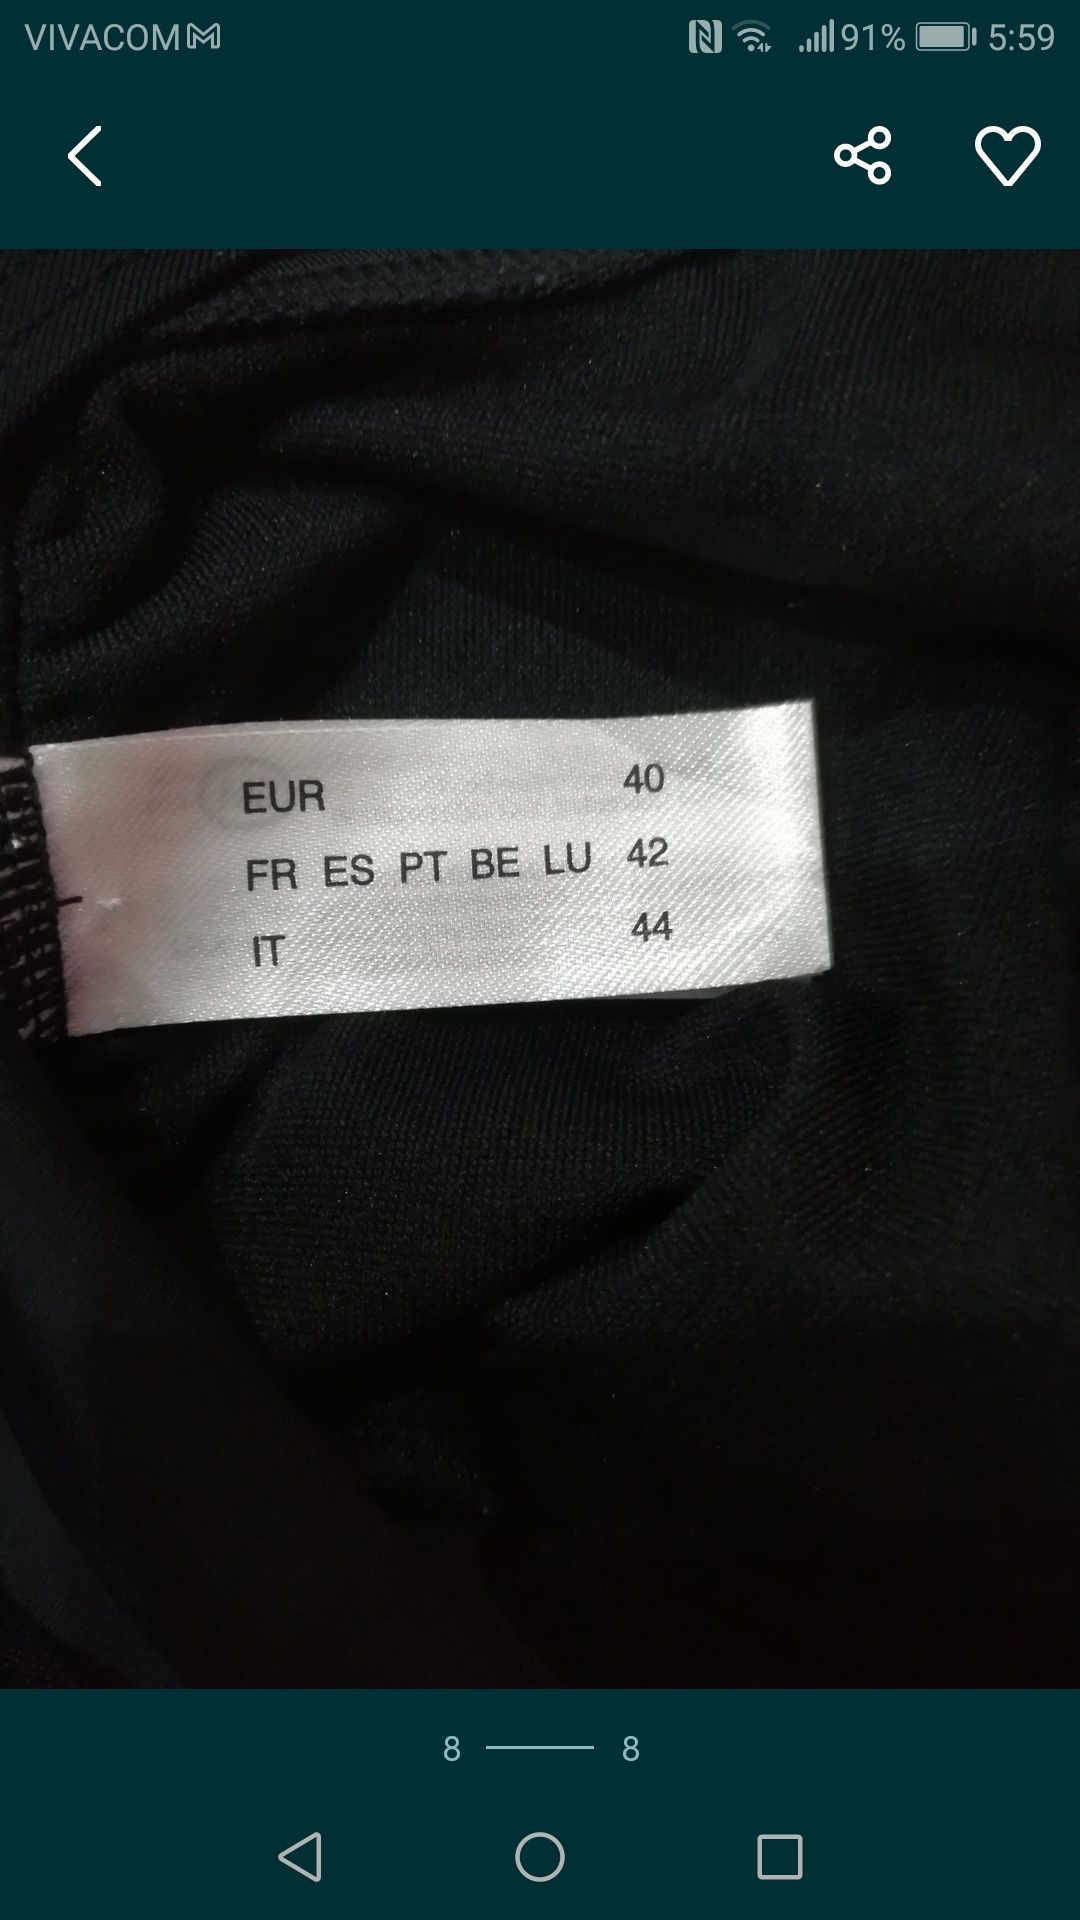 VIVACOM 91% 5:59
EUR 40
FR ES PT BE LU 42
IT 44
8 8